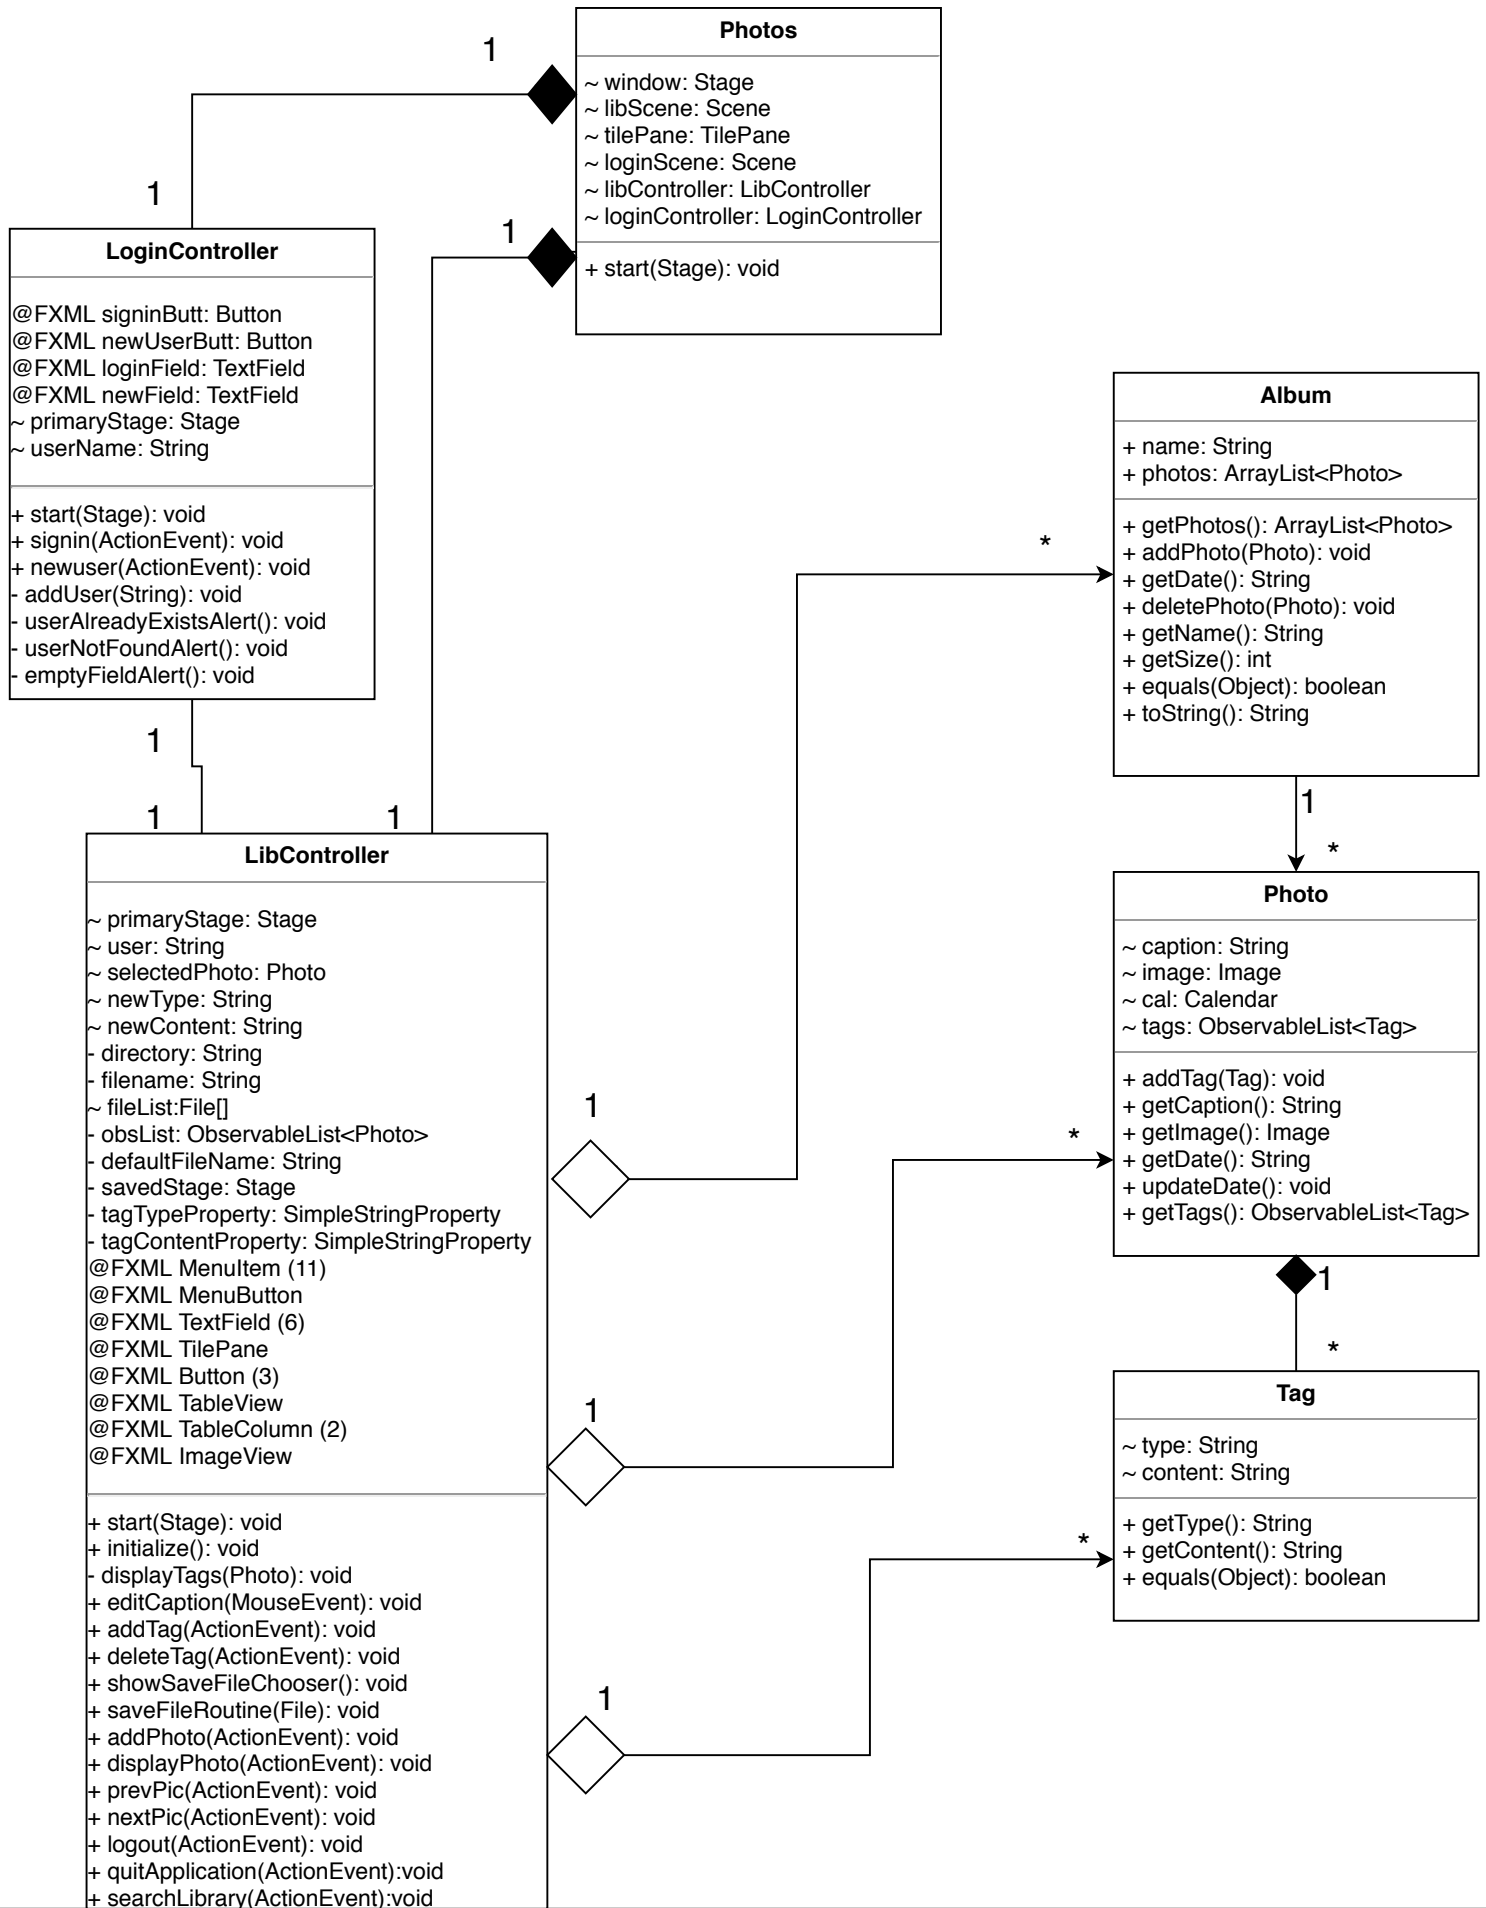 Photos
~ window: Stage
~ libScene: Scene
~ tilePane: TilePane
~ loginScene: Scene
~ libController: LibController
~ loginController: LoginController
+ start(Stage): void
1
1
1
LoginController
@FXML signinButt: Button
@FXML newUserButt: Button
@FXML loginField: TextField
@FXML newField: TextField
~ primaryStage: Stage
~ userName: String
+ start(Stage): void
+ signin(ActionEvent): void
+ newuser(ActionEvent): void
- addUser(String): void
- userAlreadyExistsAlert(): void
- userNotFoundAlert(): void
- emptyFieldAlert(): void
1
1
1
LibController
~ primaryStage: Stage
~ user: String
~ selectedPhoto: Photo
~ newType: String
~ newContent: String
- directory: String
- filename: String
~ fileList:File[]
- obsList: ObservableList<Photo>
- defaultFileName: String
- savedStage: Stage
- tagTypeProperty: SimpleStringProperty
- tagContentProperty: SimpleStringProperty
@FXML MenuItem (11)
@FXML MenuButton
@FXML TextField (6)
@FXML TilePane
@FXML Button (3)
@FXML TableView
@FXML TableColumn (2)
@FXML ImageView
+ start(Stage): void
+ initialize(): void
- displayTags(Photo): void
+ editCaption(MouseEvent): void
+ addTag(ActionEvent): void
+ deleteTag(ActionEvent): void
+ showSaveFileChooser(): void
+ saveFileRoutine(File): void
+ addPhoto(ActionEvent): void
+ displayPhoto(ActionEvent): void
+ prevPic(ActionEvent): void
+ nextPic(ActionEvent): void
+ logout(ActionEvent): void
+ quitApplication(ActionEvent):void
+ searchLibrary(ActionEvent):void
1
*
1
*
1
*
Album
+ name: String
+ photos: ArrayList<Photo>
+ getPhotos(): ArrayList<Photo>
+ addPhoto(Photo): void
+ getDate(): String
+ deletePhoto(Photo): void
+ getName(): String
+ getSize(): int
+ equals(Object): boolean
+ toString(): String
1
*
Photo
~ caption: String
~ image: Image
~ cal: Calendar
~ tags: ObservableList<Tag>
+ addTag(Tag): void
+ getCaption(): String
+ getImage(): Image
+ getDate(): String
+ updateDate(): void
+ getTags(): ObservableList<Tag>
1
*
Tag
~ type: String
~ content: String
+ getType(): String
+ getContent(): String
+ equals(Object): boolean